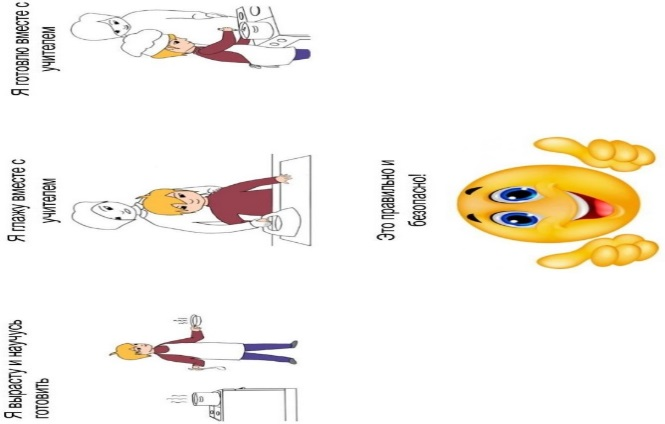 Я вырасту и научусь
готовить
Я глажу вместе с
учителем
Я готовлю вместе с
учителем
Это правильно и
безопасно!